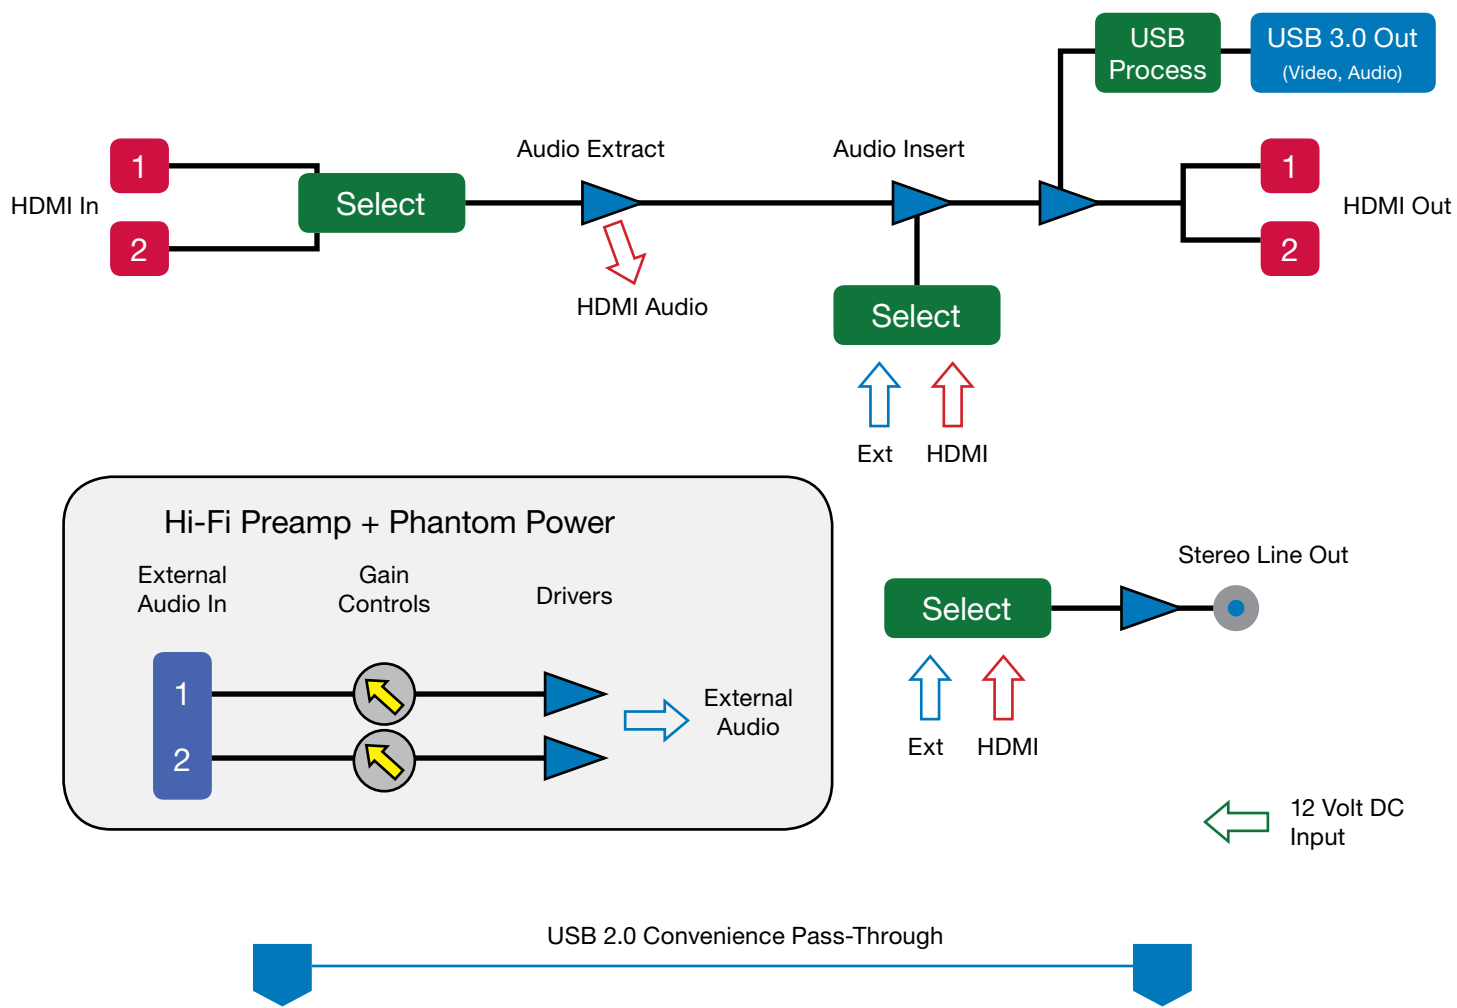 USB
Process
USB 3.0 Out
(Video, Audio)
Audio Extract
Audio Insert
HDMI In
1
2
Select
1
2
HDMI Out
HDMI Audio
Select
Ext
HDMI
Hi-Fi Preamp + Phantom Power
External
Audio In
Gain
Controls
Drivers
1
2
External
Audio
Stereo Line Out
Select
Ext
HDMI
12 Volt DC
Input
USB 2.0 Convenience Pass-Through